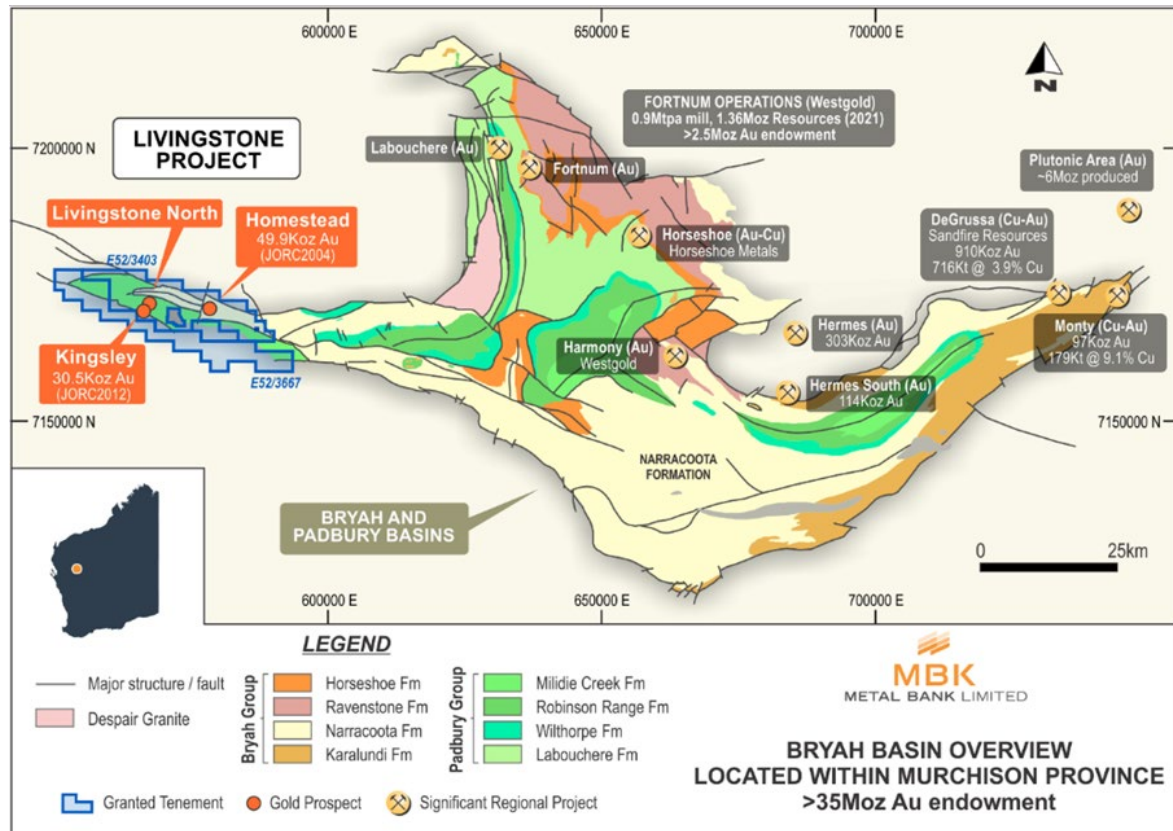 600000 E
650000 E
700000 E
N
FORTNUM OPERATIONS (Westgold)
0.9Mtpa mill, 1.36Moz Resources (2021)
>2.5Moz Au endowment
7200000 N
LIVINGSTONE
PROJECT
Labouchere (Au)
Fortnum (Au)
7200000 N
Plutonic Area (Au)
~6Moz produced
Livingstone North
Homestead
49.9Koz Au
(JORC2004)
E52/3403
Horseshoe (Au-Cu)
Horseshoe Metals
DeGrussa (Cu-Au)
Sandfire Resources
910Koz Au
716Kt @ 3.9% Cu
Kingsley
30.5Koz Au
(JORC2012)
E52/3667
Harmony (Au)
Westgold
Hermes (Au)
303Koz Au
Monty (Cu-Au)
97Koz Au
179Kt @ 9.1% Cu
Hermes South (Au)
114Koz Au
7150000 N
7150000 N
NARRACOOTA
FORMATION
BRYAH AND
PADBURY BASINS
0
25km
600000 E
650000 E
700000 E
LEGEND
Major structure / fault
Despair Granite
Bryah Group
Horseshoe Fm
Ravenstone Fm
Narracoota Fm
Karalundi Fm
Padbury Group
Milidie Creek Fm
Robinson Range Fm
Wilthorpe Fm
Labouchere Fm
Granted Tenement
Gold Prospect
Significant Regional Project
MBK
METAL BANK LIMITED
BRYAH BASIN OVERVIEW
LOCATED WITHIN MURCHISON PROVINCE
>35Moz Au endowment